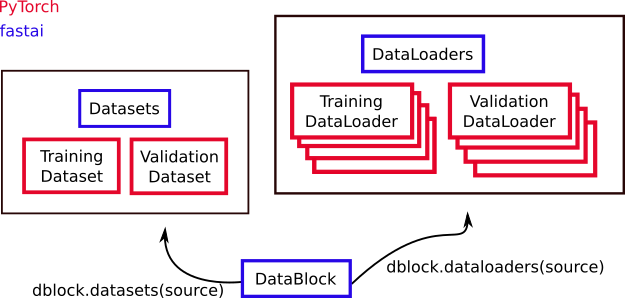 PyTorch
fastai
DataLoaders
Training
DataLoader
Validation
DataLoader
Datasets
Training
Dataset
Validation
Dataset
DataBlock
dblock.datasets(source)
dblock.dataloaders(source)